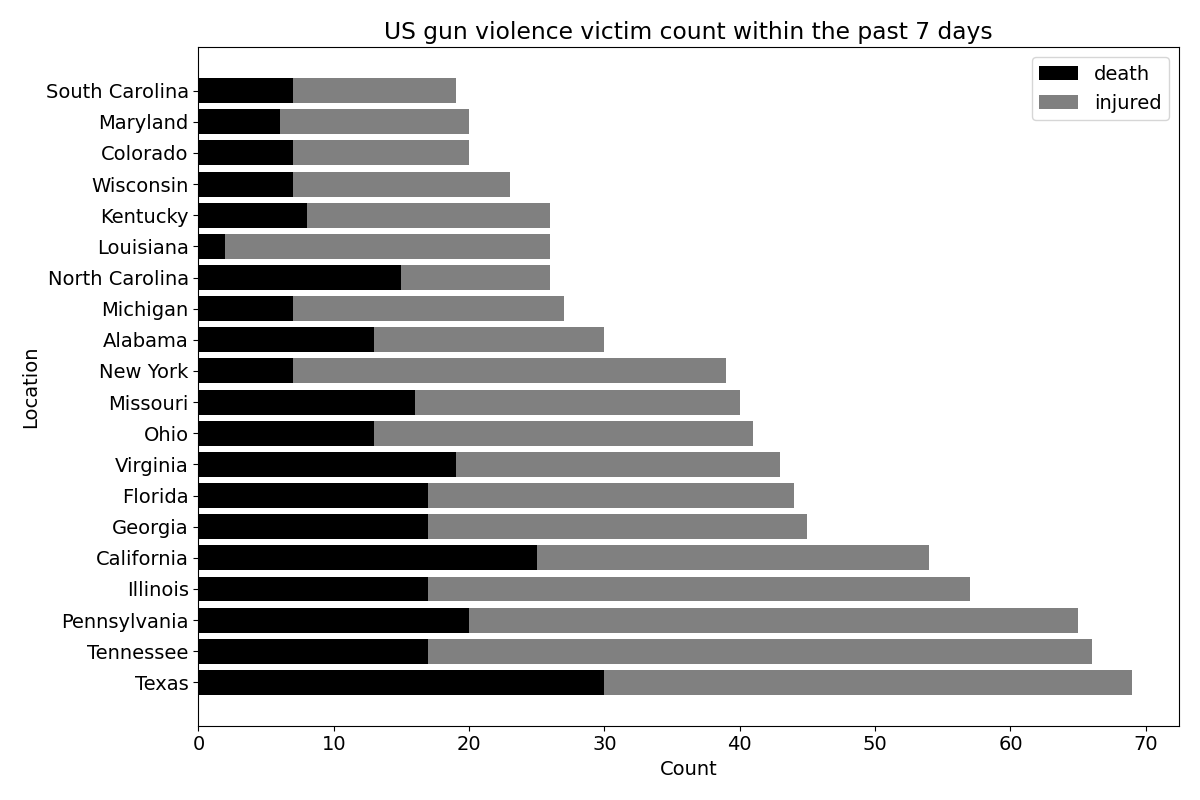 US gun violence victim count within the past 7 days
death
injured
South Carolina
Maryland
Colorado
Wisconsin
Kentucky
Louisiana
North Carolina
Michigan
Alabama
New York
Missouri
Ohio
Virginia
Florida
Georgia
California
Illinois
Pennsylvania
Tennessee
Texas
Location
0 10 20 30 40 50 60 70
Count